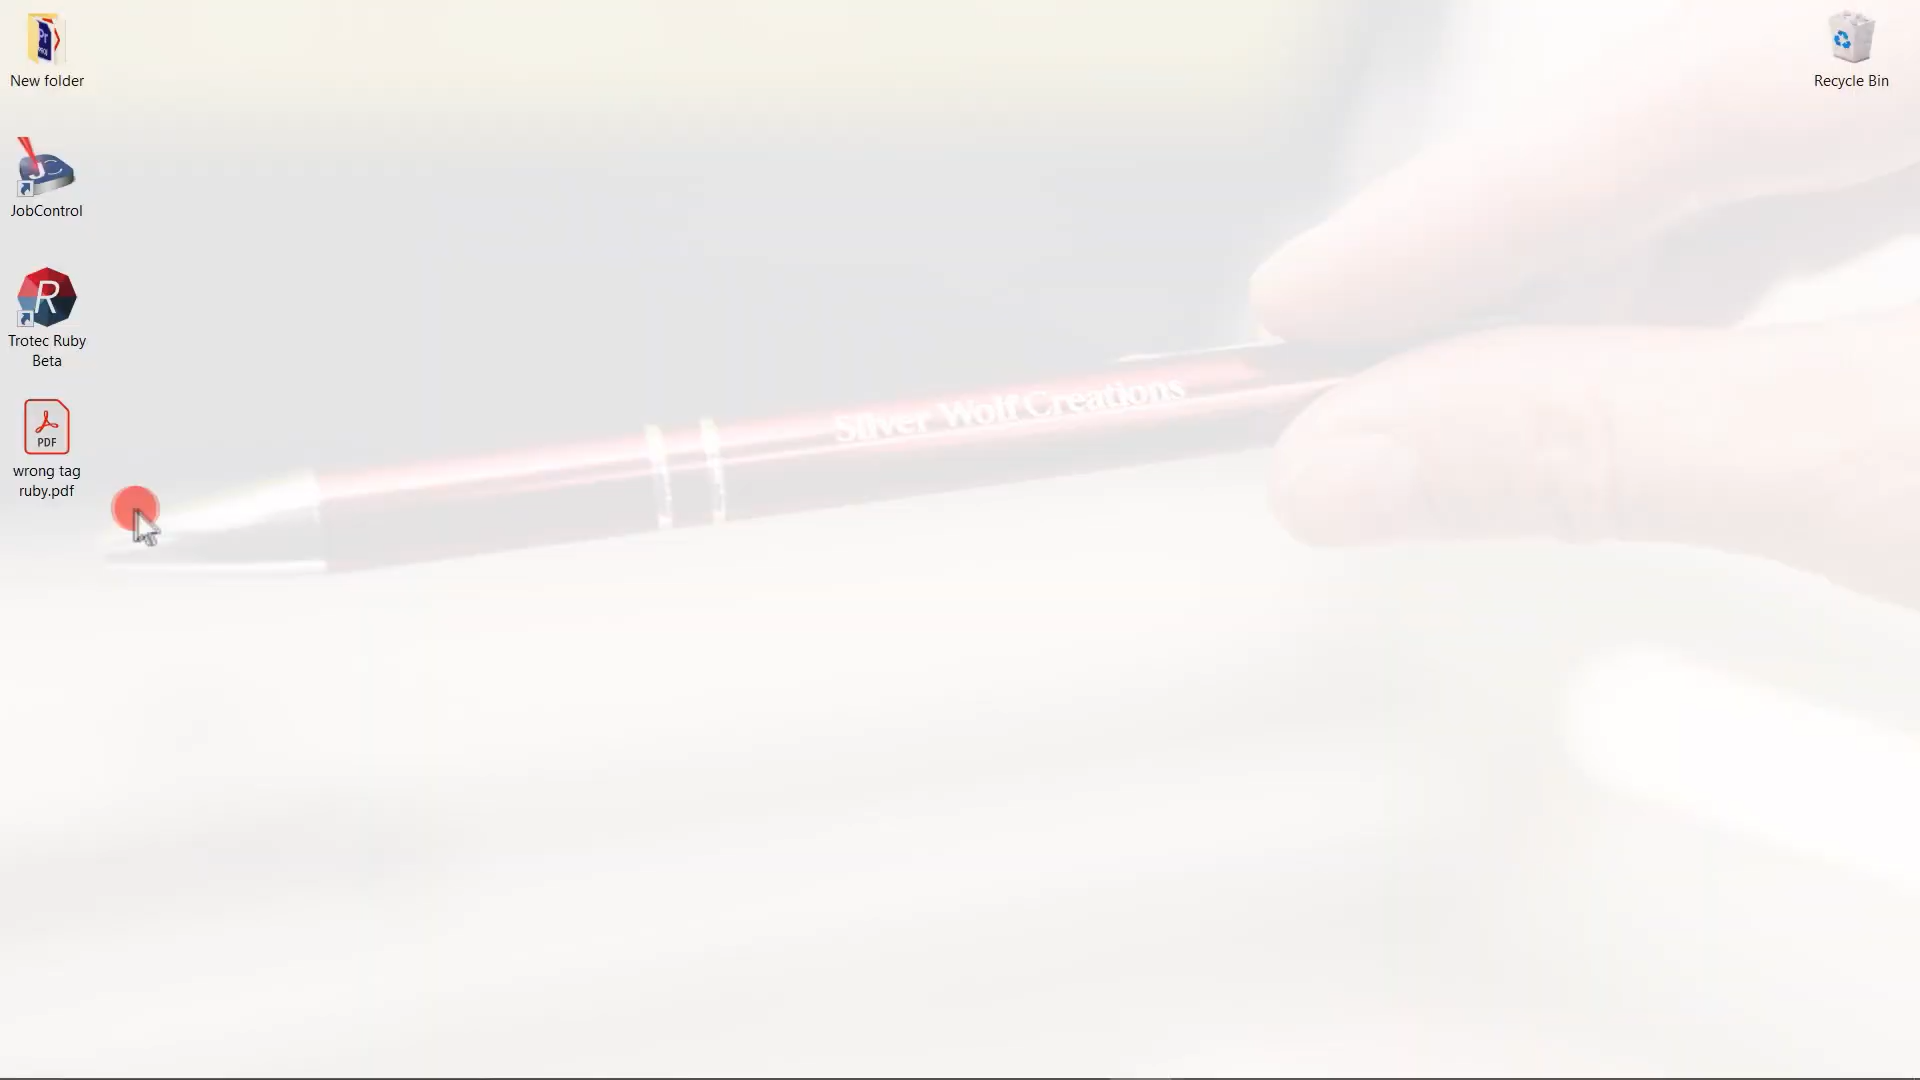 New folder
Recycle Bin
JobControl
R
Trotec Ruby
Beta
PDF
wrong tag
ruby.pdf
Silver Wolf Creations